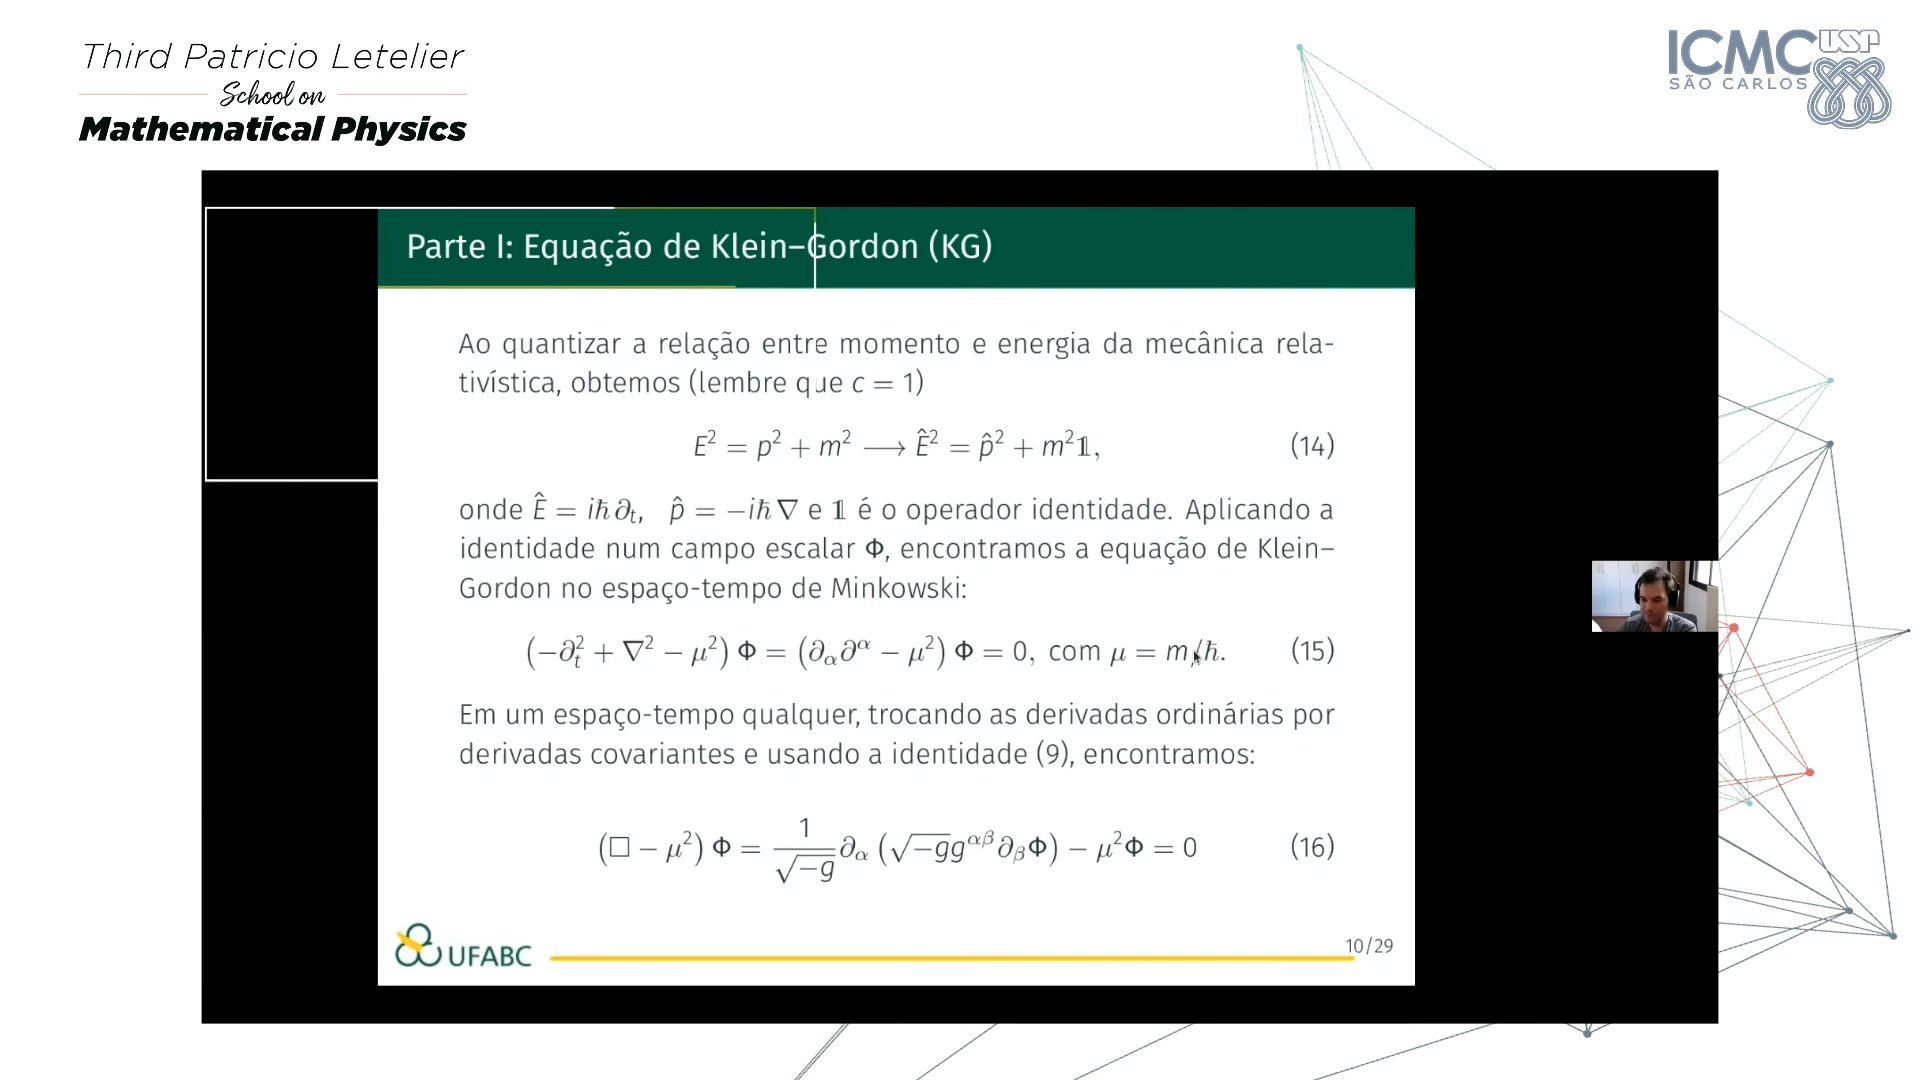 Third Patricio Letelier
School on
Mathematical Physics
ICMC USP
SÃO CARLOS
Parte I: Equação de Klein–Gordon (KG)
Ao quantizar a relação entre momento e energia da mecânica rela-
tivística, obtemos (lembre que c = 1)
E² = p² + m² ⟶ Ê² = p̂² + m²𝟙, (14)
onde Ê = iħ∂ₜ, p̂ = −iħ∇ e 𝟙 é o operador identidade. Aplicando a
identidade num campo escalar Φ, encontramos a equação de Klein–
Gordon no espaço-tempo de Minkowski:
(−∂ₜ² + ∇² − μ²) Φ = (∂_α∂^α − μ²) Φ = 0, com μ = m/ħ. (15)
Em um espaço-tempo qualquer, trocando as derivadas ordinárias por
derivadas covariantes e usando a identidade (9), encontramos:
(□ − μ²) Φ = 1/√−g ∂_α (√−g g^{αβ} ∂_βΦ) − μ²Φ = 0 (16)
UFABC
10/29